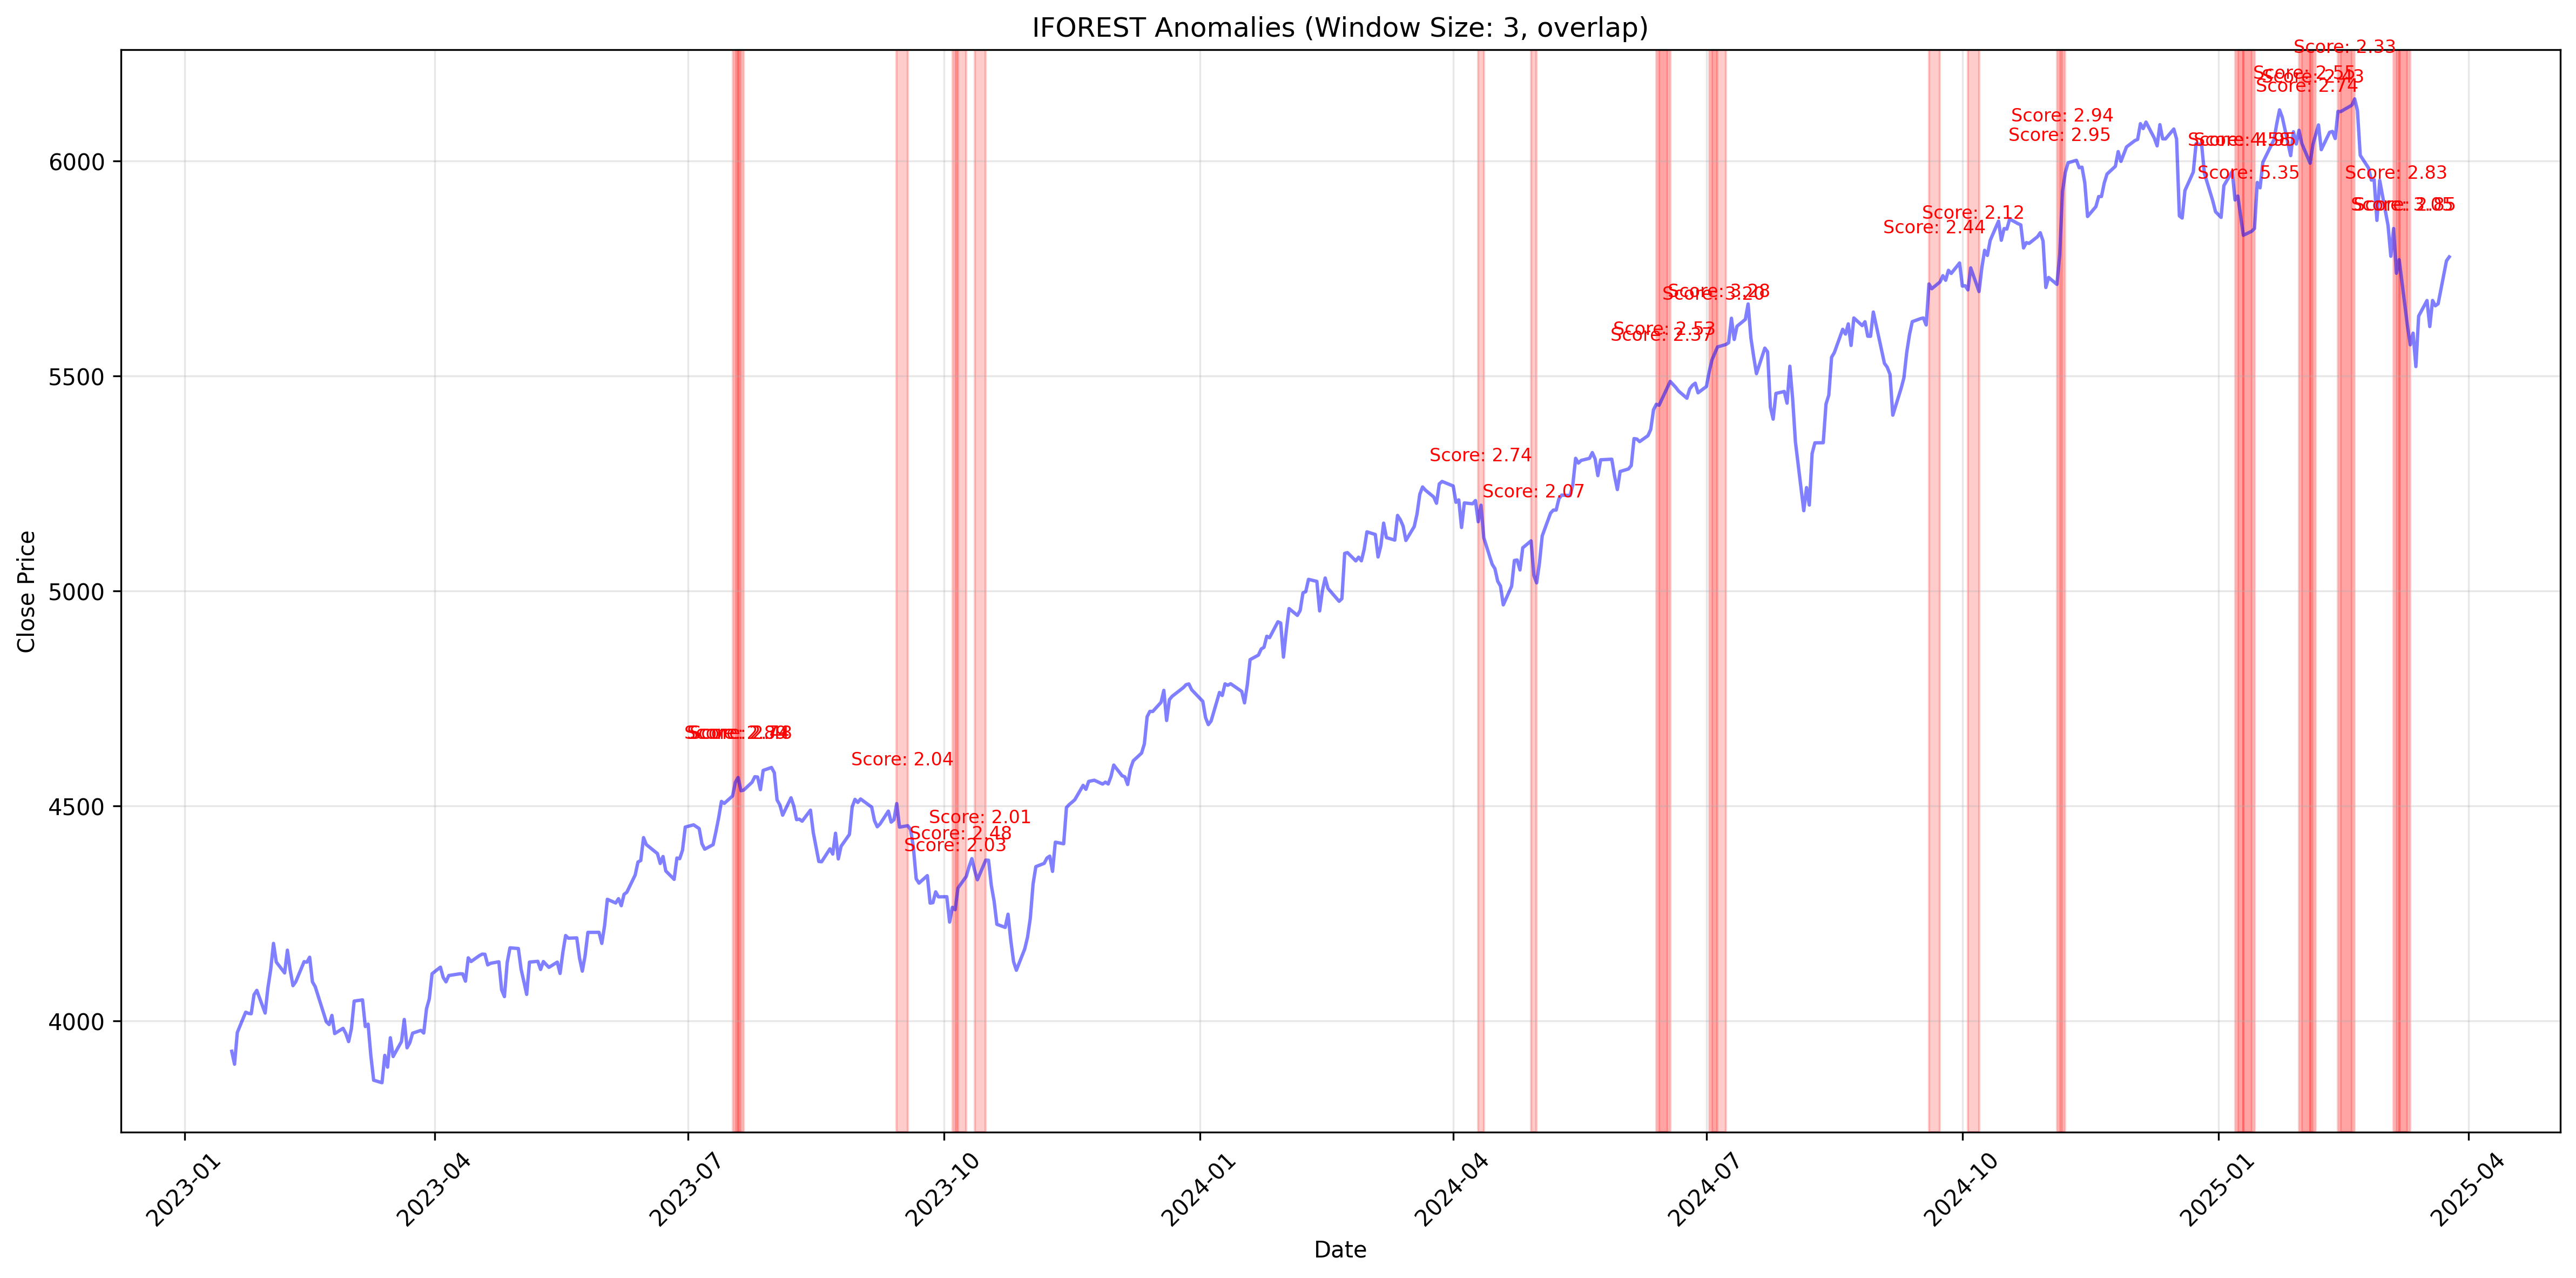 IFOREST Anomalies (Window Size: 3, overlap)
Score: 2.33
Score: 2.43
Score: 2.74
Score: 2.94
Score: 2.95
Score: 5.35
Score: 2.83
Score: 2.12
Score: 2.44
Score: 3.28
Score: 2.53
Score: 2.37
Score: 2.74
Score: 2.07
Score: 2.04
Score: 2.01
Score: 2.48
Score: 2.03
Close Price
6000
5500
5000
4500
4000
2023-01
2023-04
2023-07
2023-10
2024-01
2024-04
2024-07
2024-10
2025-01
2025-04
Date